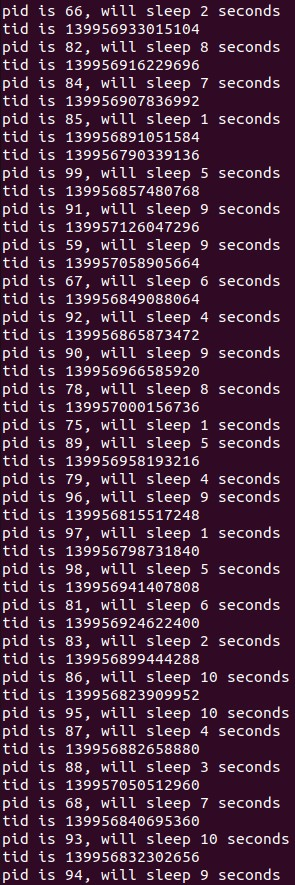 pid is 66, will sleep 2 seconds
tid is 139956933015104
pid is 82, will sleep 8 seconds
tid is 139956916229696
pid is 84, will sleep 7 seconds
tid is 139956907836992
pid is 85, will sleep 1 seconds
tid is 139956891051584
tid is 139956790339136
pid is 99, will sleep 5 seconds
tid is 139956857480768
pid is 91, will sleep 9 seconds
tid is 139957126047296
pid is 59, will sleep 9 seconds
tid is 139957058905664
pid is 67, will sleep 6 seconds
tid is 139956849088064
pid is 92, will sleep 4 seconds
tid is 139956865873472
pid is 90, will sleep 9 seconds
tid is 139956966585920
pid is 78, will sleep 8 seconds
tid is 139957000156736
pid is 75, will sleep 1 seconds
pid is 89, will sleep 5 seconds
tid is 139956958193216
pid is 79, will sleep 4 seconds
pid is 96, will sleep 9 seconds
tid is 139956815517248
pid is 97, will sleep 1 seconds
tid is 139956798731840
pid is 98, will sleep 5 seconds
tid is 139956941407808
pid is 81, will sleep 6 seconds
tid is 139956924622400
pid is 83, will sleep 2 seconds
tid is 139956899444288
pid is 86, will sleep 10 seconds
tid is 139956823909952
pid is 95, will sleep 10 seconds
pid is 87, will sleep 4 seconds
tid is 139956882658880
pid is 88, will sleep 3 seconds
tid is 139957050512960
pid is 68, will sleep 7 seconds
tid is 139956840695360
pid is 93, will sleep 10 seconds
tid is 139956832302656
pid is 94, will sleep 9 seconds